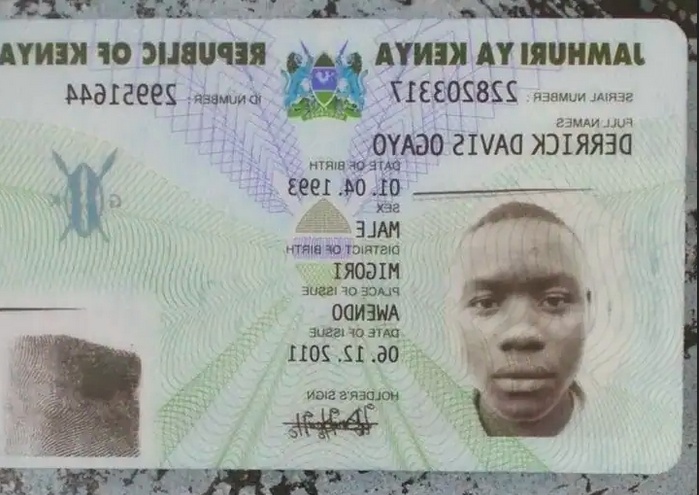 JAMHURI YA KENYA REPUBLIC OF KENYA
SERIAL NUMBER: 228203317 ID NUMBER: 29951644
FULL NAMES
DERRICK DAVIS OGAYO
DATE OF BIRTH
01.04.1993
SEX
MALE
DISTRICT OF BIRTH
MIGORI
PLACE OF ISSUE
AWENDO
DATE OF ISSUE
06.12.2011
HOLDER'S SIGN